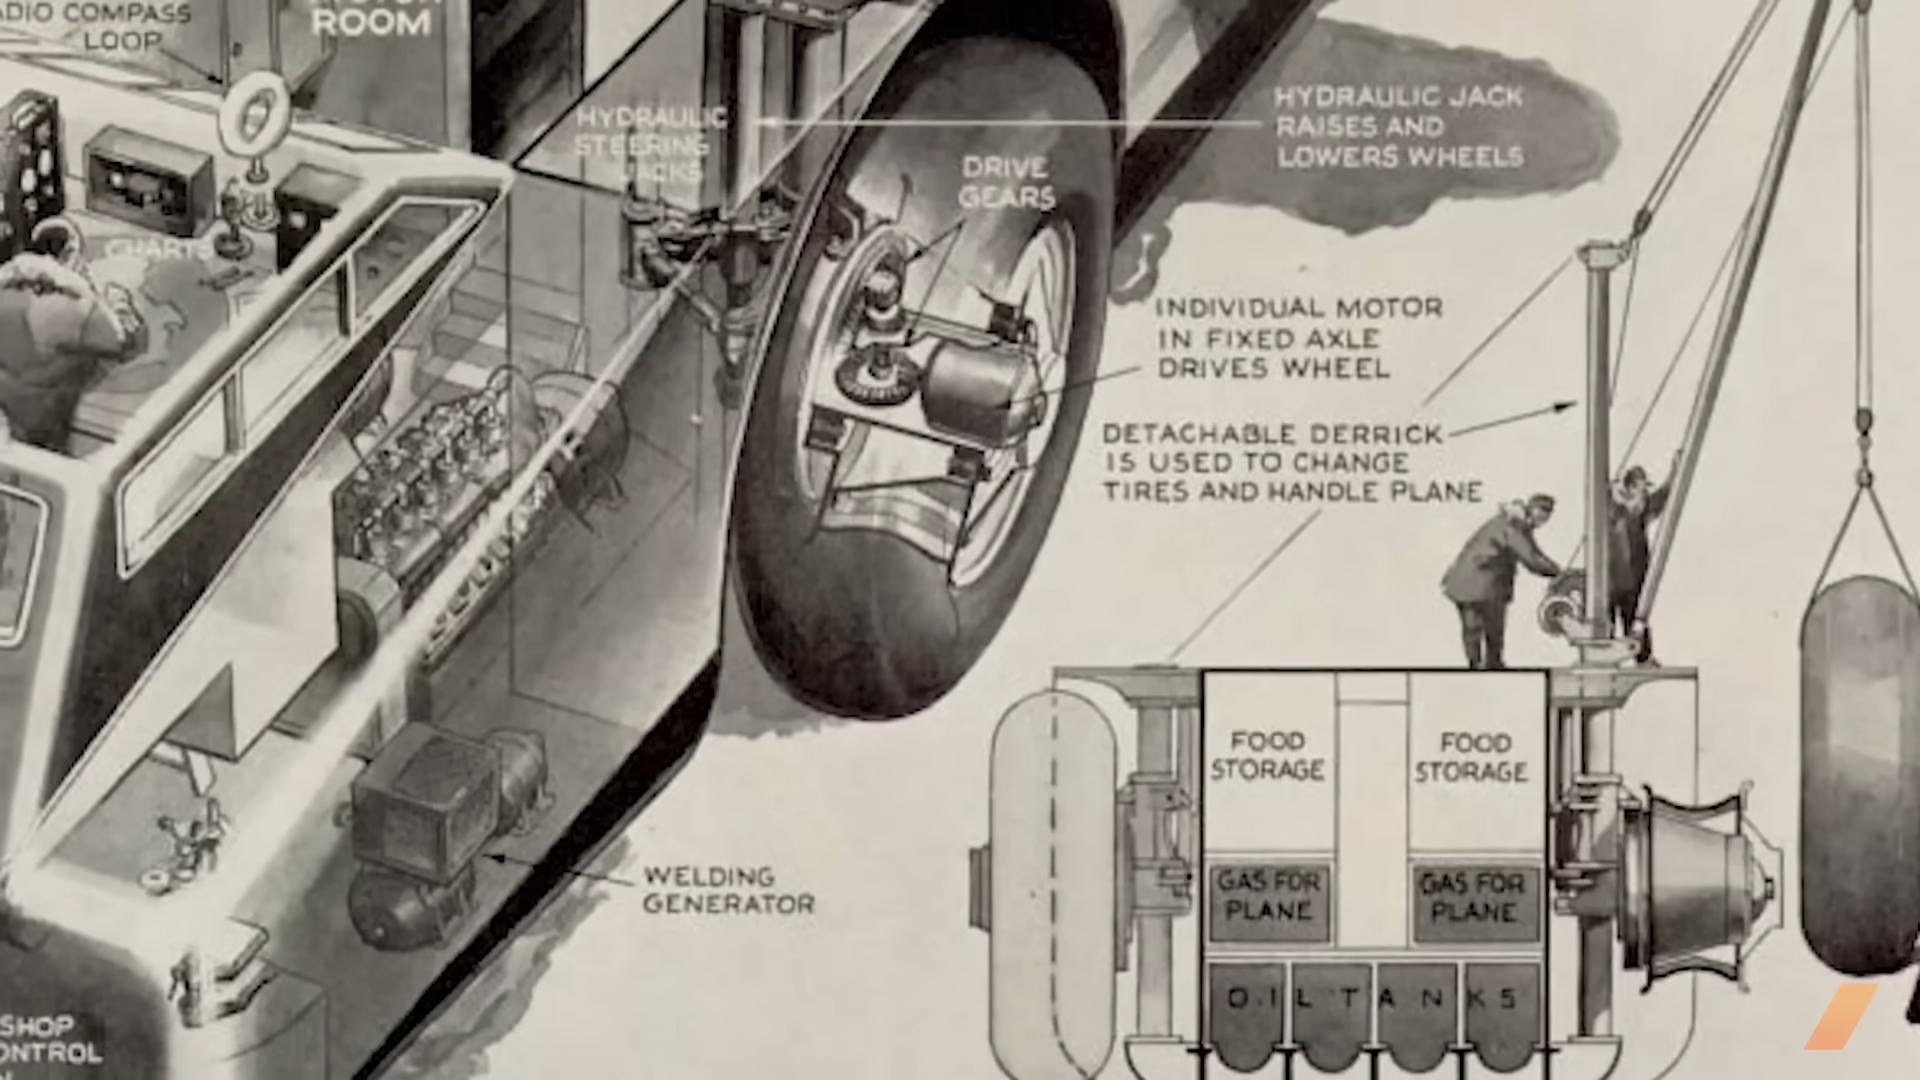 COMPASS
LOOP
ROOM
HYDRAULIC
STEERING
JACKS
CHARTS
DRIVE
GEARS
HYDRAULIC JACK
RAISES AND
LOWERS WHEELS
INDIVIDUAL MOTOR
IN FIXED AXLE
DRIVES WHEEL
DETACHABLE DERRICK
IS USED TO CHANGE
TIRES AND HANDLE PLANE
WELDING
GENERATOR
FOOD
STORAGE
FOOD
STORAGE
GAS FOR
PLANE
GAS FOR
PLANE
OIL TANKS
SHOP